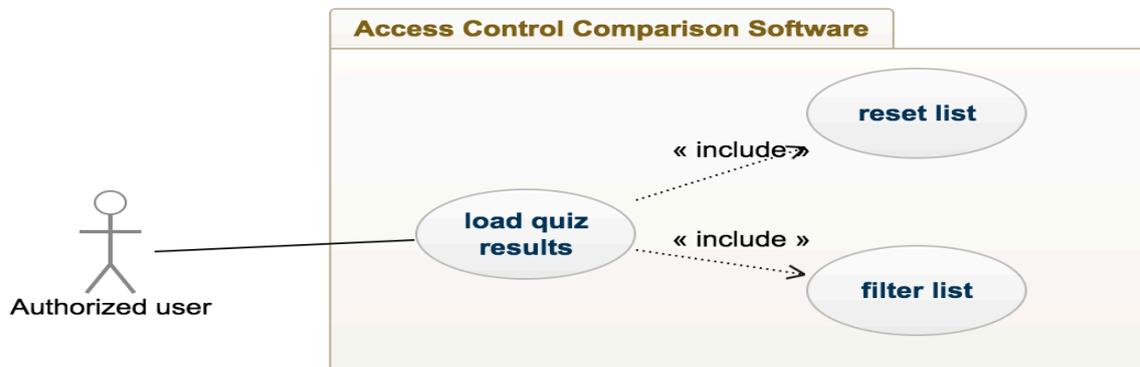 Access Control Comparison Software
reset list
« include »
load quiz
results
« include »
filter list
Authorized user